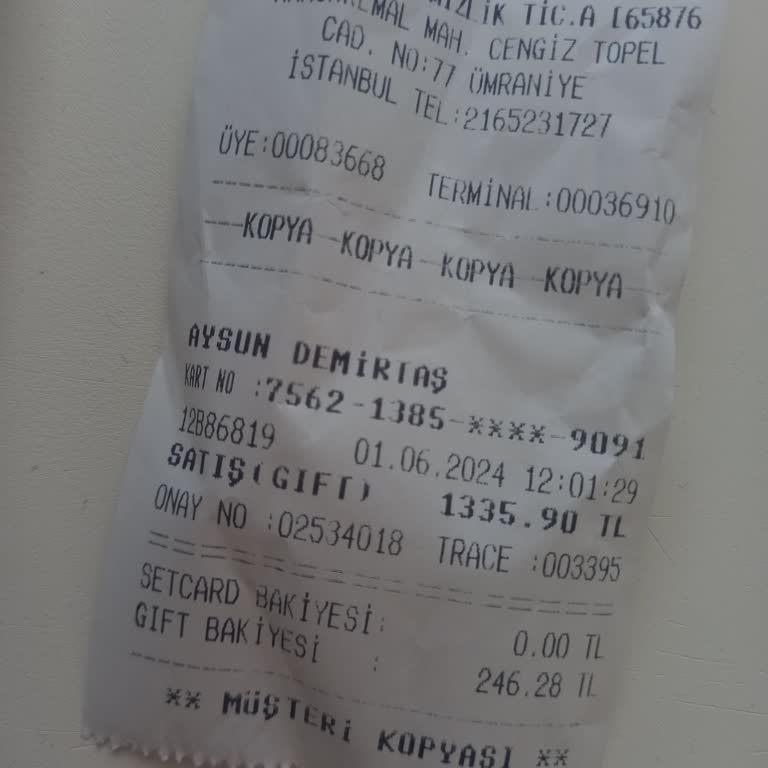 TİC.A [65876
MAH. CENGİZ TOPEL
CAD. NO:77 ÜMRANİYE
İSTANBUL TEL:2165231727
ÜYE:00083668 TERMİNAL:00036910
---KOPYA --KOPYA--KOPYA --KOPYA---
AYSUN DEMİRTAŞ
KART NO :7562-1385-****-9091
12B86819 01.06.2024 12:01:29
SATIŞ(GIFT) 1335.90 TL
ONAY NO :02534018 TRACE :003395
SETCARD BAKİYESİ: 0.00 TL
GIFT BAKİYESİ : 246.28 TL
** MÜŞTERİ KOPYASI **